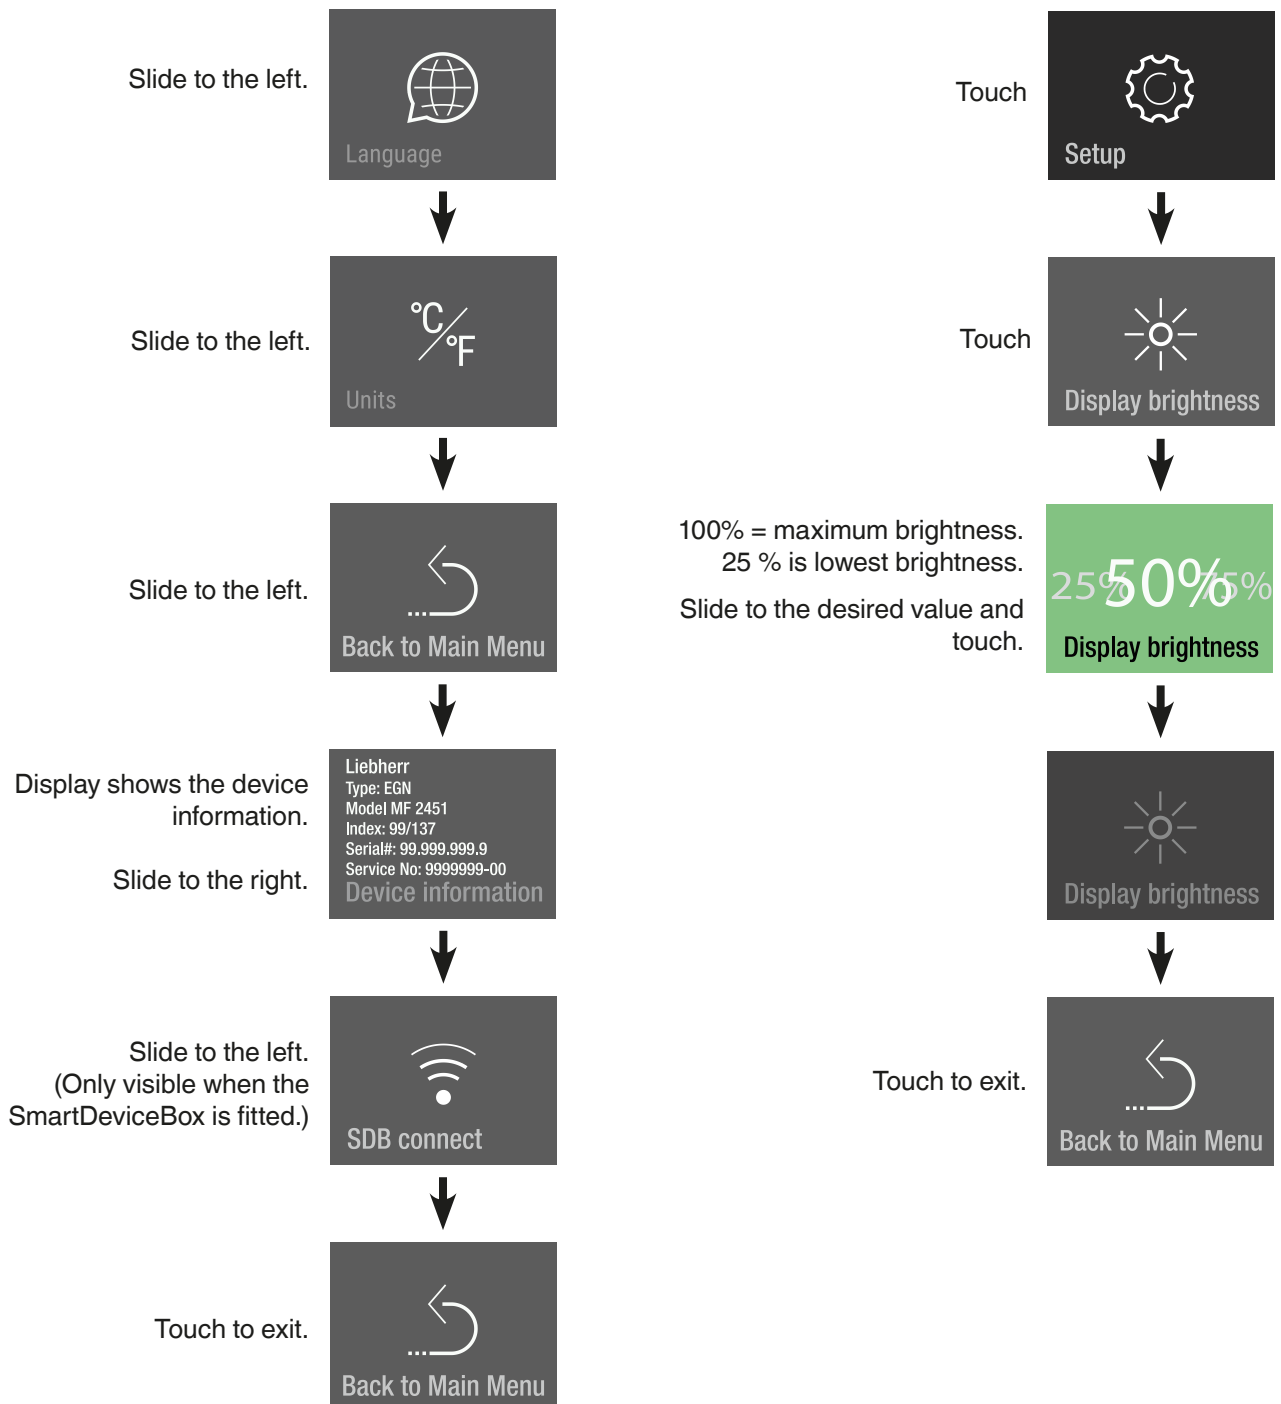 Slide to the left.
Language
Slide to the left.
°C/°F
Units
Slide to the left.
Back to Main Menu
Display shows the device
information.
Slide to the right.
Liebherr
Type: EGN
Model MF 2451
Index: 99/137
Serial#: 99.999.999.9
Service No: 9999999-00
Device information
Slide to the left.
(Only visible when the
SmartDeviceBox is fitted.)
SDB connect
Touch to exit.
Back to Main Menu
Touch
Setup
Touch
Display brightness
100% = maximum brightness.
25 % is lowest brightness.
Slide to the desired value and
touch.
25% 50% 75%
Display brightness
Display brightness
Touch to exit.
Back to Main Menu